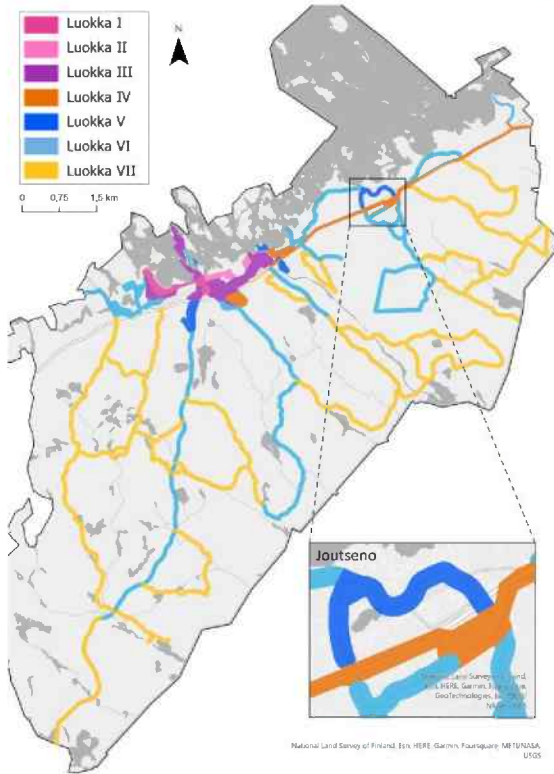 Luokka I
Luokka II
Luokka III
Luokka IV
Luokka V
Luokka VI
Luokka VII
N
0 0,75 1,5 km
Joutseno
National Land Survey of Finland, Esri, HERE, Garmin, Foursquare, METI/NASA,
USGS